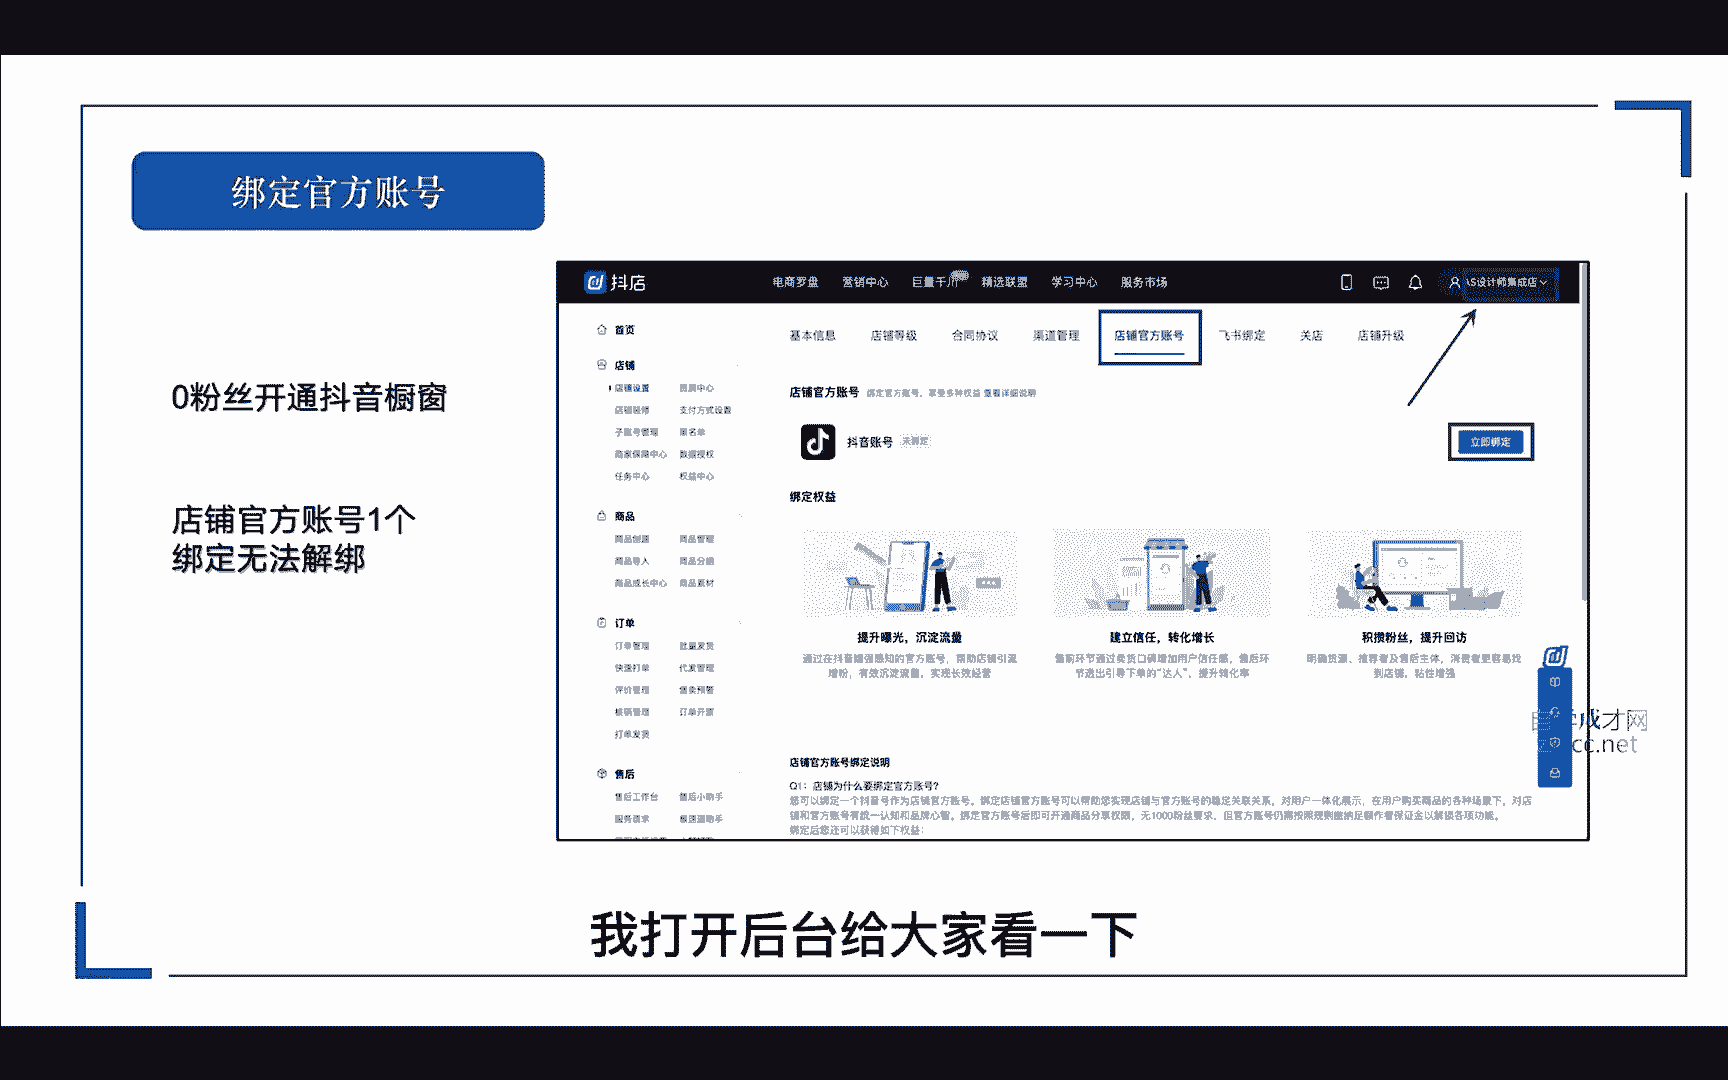 绑定官方账号
0粉丝开通抖音橱窗
店铺官方账号1个
绑定无法解绑
抖店
电商罗盘 营销中心 巨量千川 精选联盟 学习中心 服务市场
S设计师集成店
基本信息 店铺等级 合同协议 渠道管理 店铺官方账号 飞书绑定 关店 店铺升级
首页
店铺
店铺设置
店铺装修 支付方式设置
子账号管理 黑名单
商家保障中心 数据授权
任务中心 权益中心
商品
商品创建 商品管理
商品导入 商品分组
商品成长中心 商品素材
订单
订单管理 批量发货
快速打单 代发管理
评价管理 售卖预警
核销管理 订单开票
打单发货
售后
售后工作台 售后小助手
服务请求 极速退助手
店铺官方账号 绑定官方账号，享受多种权益 查看详细说明
抖音账号 未绑定
立即绑定
绑定权益
提升曝光，沉淀流量
通过在抖音端强感知的官方账号，帮助店铺引流
增粉，有效沉淀流量，实现长效经营
建立信任，转化增长
售前环节通过卖货口碑增加用户信任感，售后环
节透出引导下单的“达人”，提升转化率
积攒粉丝，提升回访
明确货源、推荐者及售后主体，消费者更容易找
到店铺，粘性增强
店铺官方账号绑定说明
Q1：店铺为什么要绑定官方账号？
您可以绑定一个抖音号作为店铺官方账号。绑定店铺官方账号可以帮助您实现店铺与官方账号的稳定关联关系，对用户一体化展示，在用户购买商品的各种场景下，对店
铺和官方账号有统一认知和品牌心智。绑定官方账号后即可开通商品分享权限，无1000粉丝要求，但官方账号仍需按照规则缴纳足额作者保证金以解锁各项功能。
绑定后您还可以获得如下权益：
自学成才网
cc.net
我打开后台给大家看一下